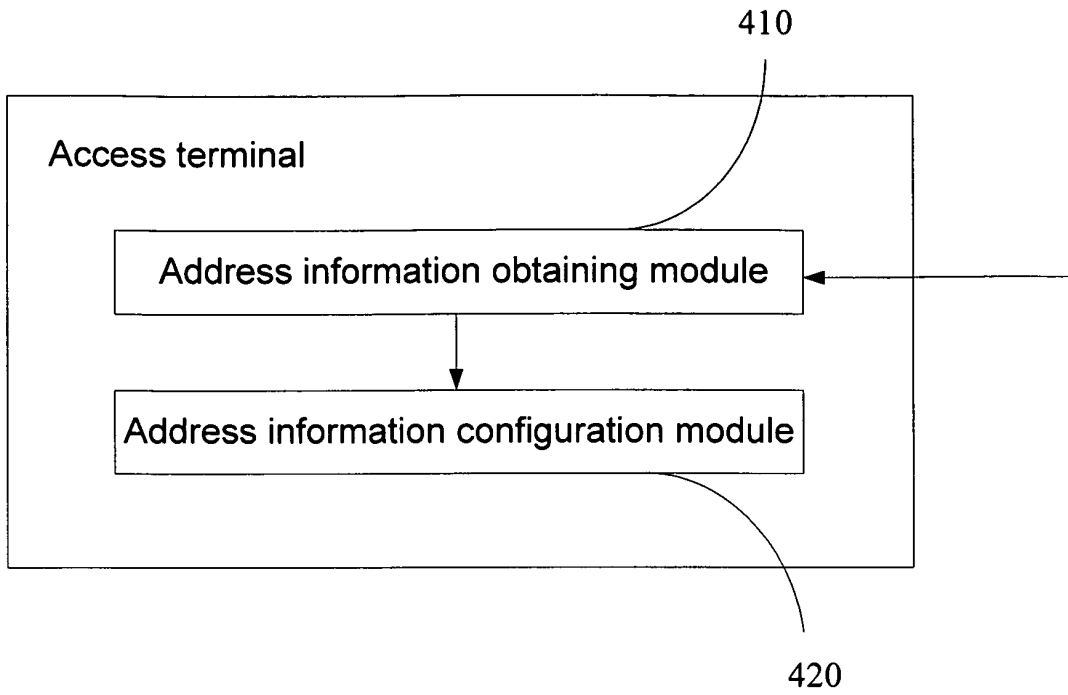 410
Access terminal
Address information obtaining module
Address information configuration module
420